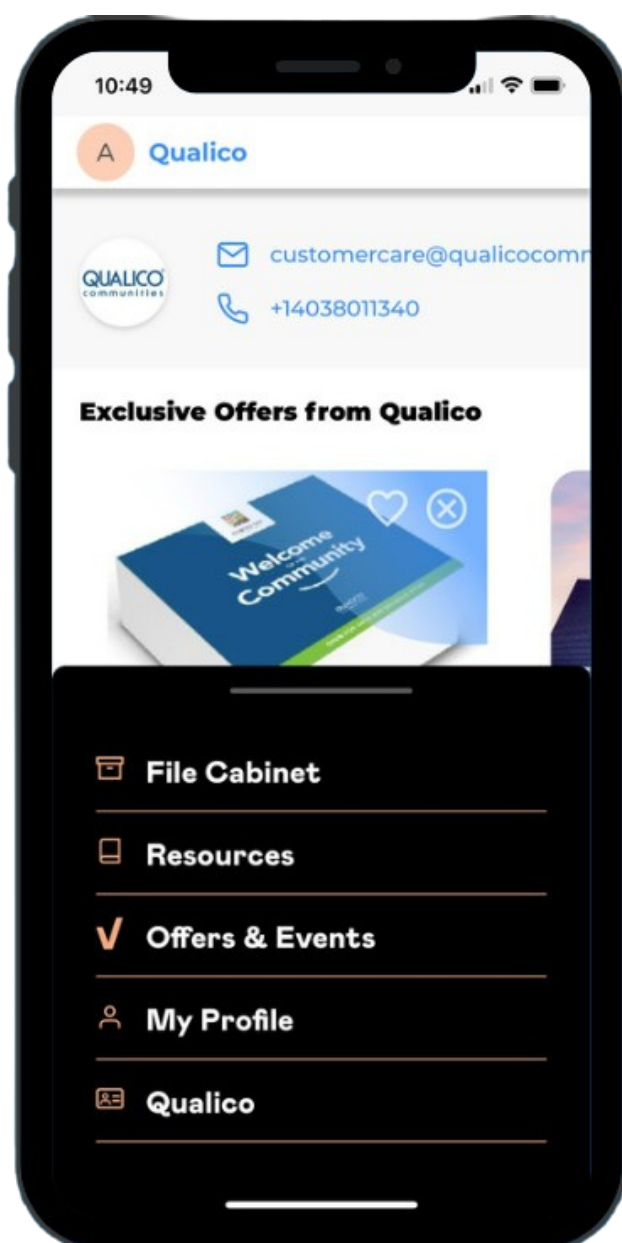 10:49
A Qualico
QUALICO
communities
customercare@qualicocomm
+14038011340
Exclusive Offers from Qualico
Welcome
Community
QUALICO
File Cabinet
Resources
Offers & Events
My Profile
Qualico